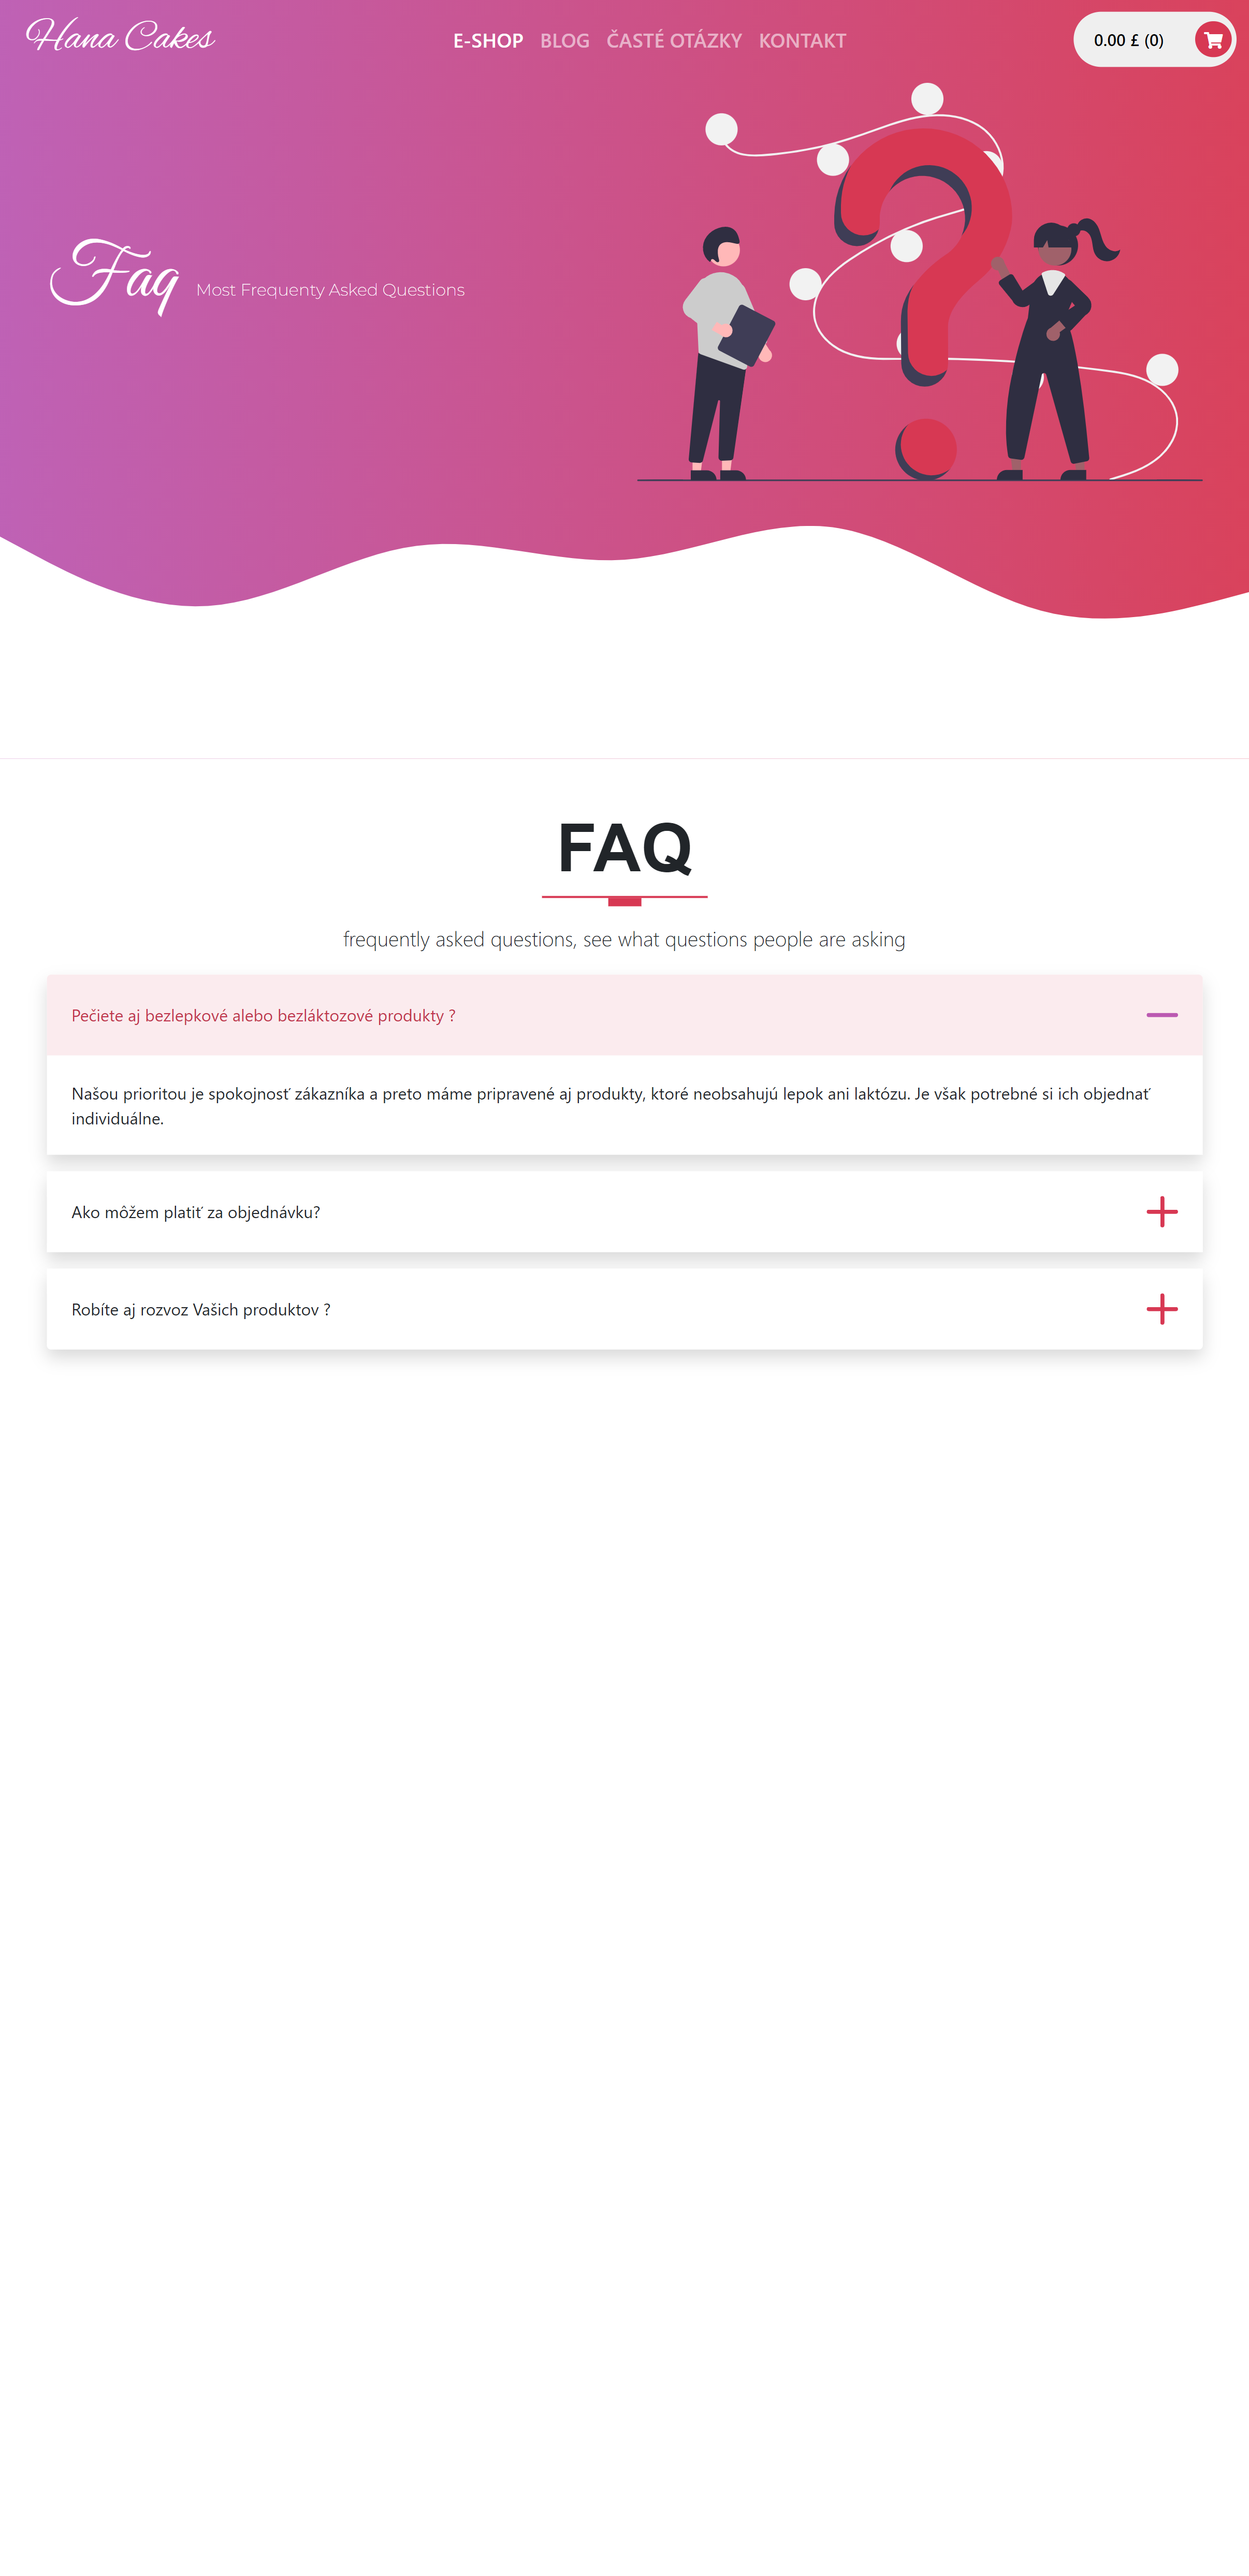 Hana Cakes
E-SHOP BLOG ČASTÉ OTÁZKY KONTAKT
0.00 £ (0)
Faq Most Frequenty Asked Questions
FAQ
frequently asked questions, see what questions people are asking
Pečiete aj bezlepkové alebo bezláktozové produkty ?
Našou prioritou je spokojnosť zákazníka a preto máme pripravené aj produkty, ktoré neobsahujú lepok ani laktózu. Je však potrebné si ich objednať
individuálne.
Ako môžem platiť za objednávku?
Robíte aj rozvoz Vašich produktov ?